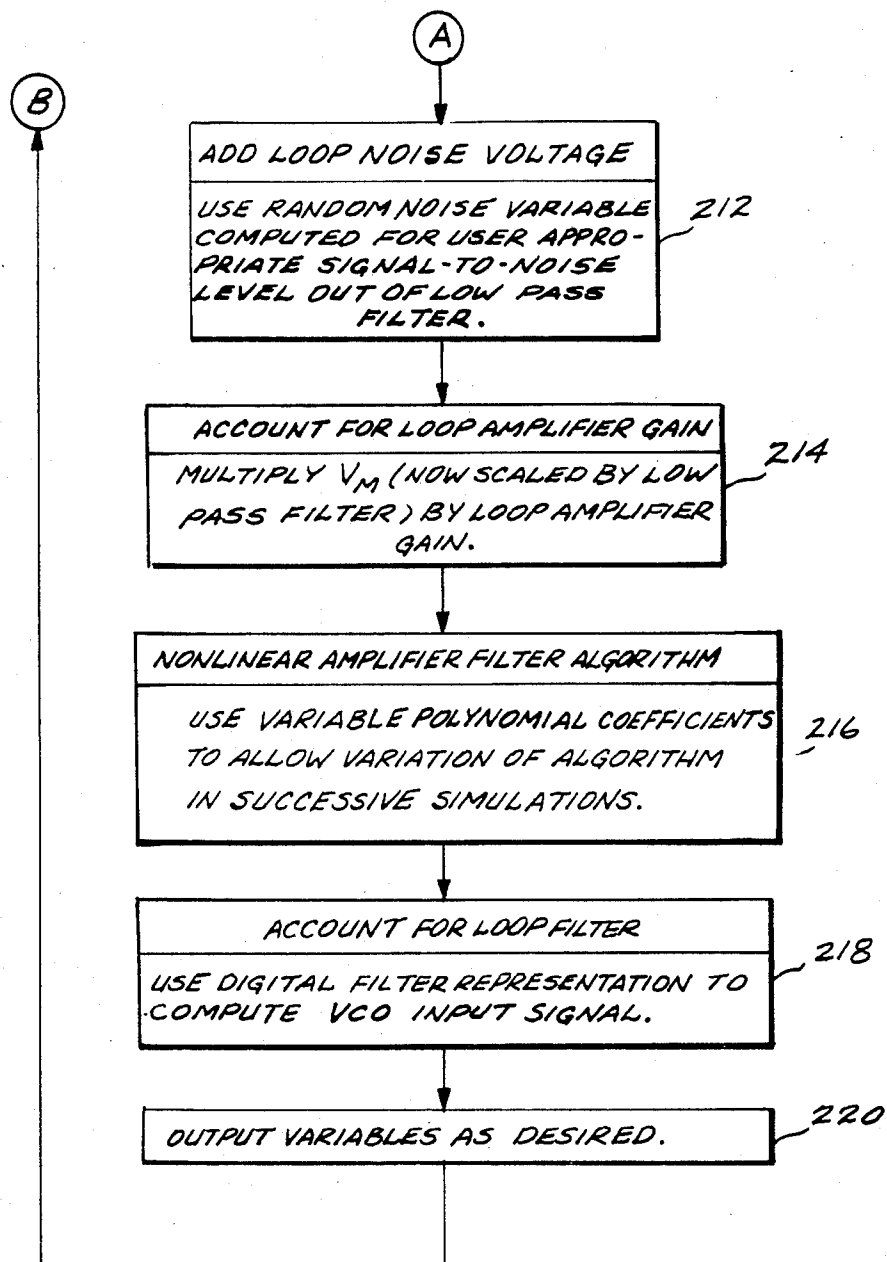 A
B
ADD LOOP NOISE VOLTAGE
USE RANDOM NOISE VARIABLE
COMPUTED FOR USER APPRO-
PRIATE SIGNAL-TO-NOISE
LEVEL OUT OF LOW PASS
FILTER.
212
ACCOUNT FOR LOOP AMPLIFIER GAIN
MULTIPLY VM (NOW SCALED BY LOW
PASS FILTER) BY LOOP AMPLIFIER
GAIN.
214
NONLINEAR AMPLIFIER FILTER ALGORITHM
USE VARIABLE POLYNOMIAL COEFFICIENTS
TO ALLOW VARIATION OF ALGORITHM
IN SUCCESSIVE SIMULATIONS.
216
ACCOUNT FOR LOOP FILTER
USE DIGITAL FILTER REPRESENTATION TO
COMPUTE VCO INPUT SIGNAL.
218
OUTPUT VARIABLES AS DESIRED.
220